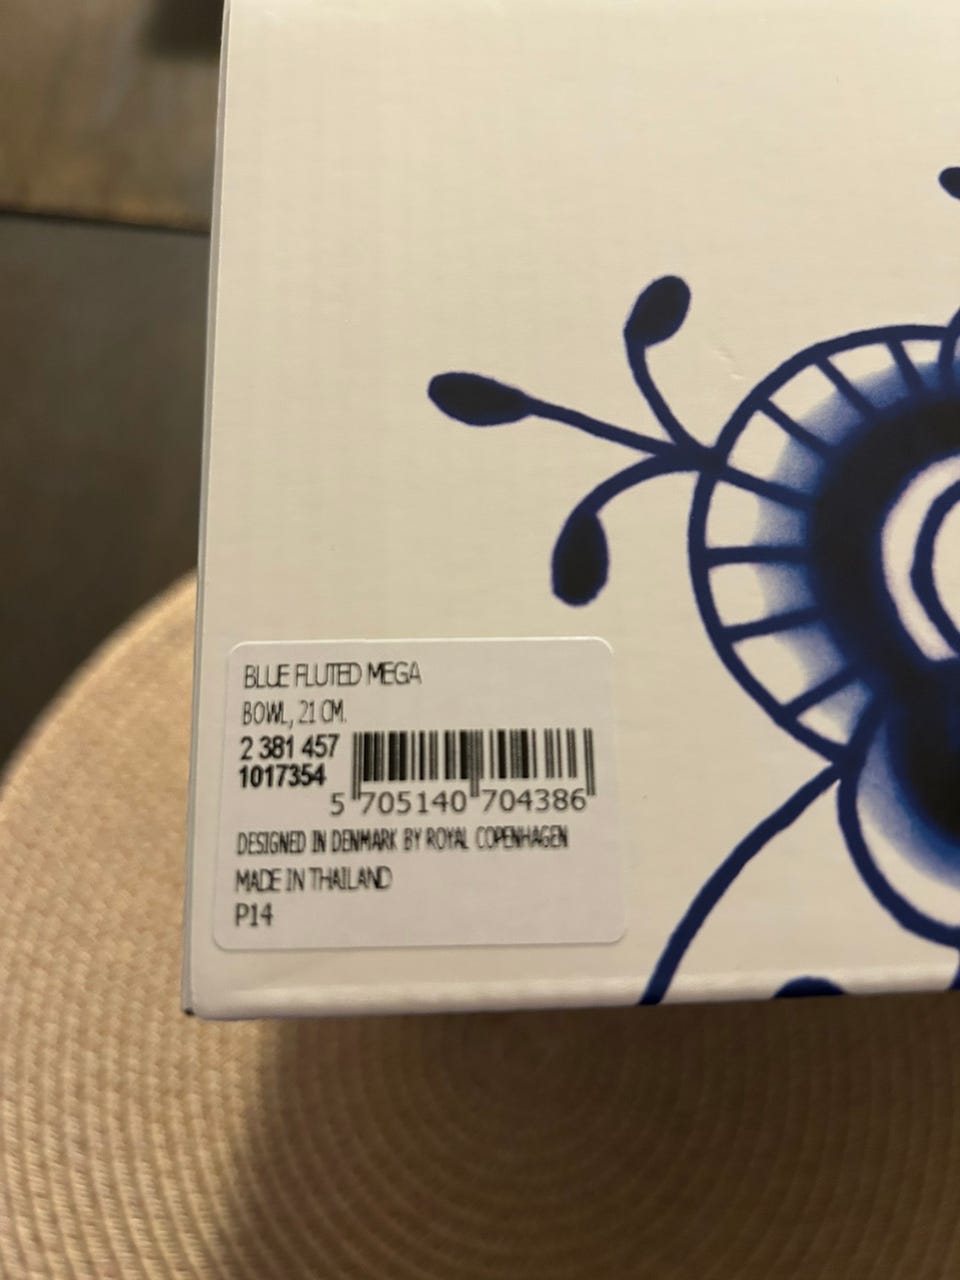 BLUE FLUTED MEGA
BOWL, 21 CM.
2 381 457
1017354
5 705140 704386
DESIGNED IN DENMARK BY ROYAL COPENHAGEN
MADE IN THAILAND
P14